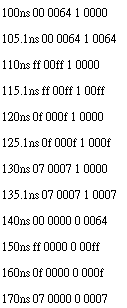 100ns 00 0064 1 0000
105.1ns 00 0064 1 0064
110ns ff 00ff 1 0000
115.1ns ff 00ff 1 00ff
120ns 0f 000f 1 0000
125.1ns 0f 000f 1 000f
130ns 07 0007 1 0000
135.1ns 07 0007 1 0007
140ns 00 0000 0 0064
150ns ff 0000 0 00ff
160ns 0f 0000 0 000f
170ns 07 0000 0 0007